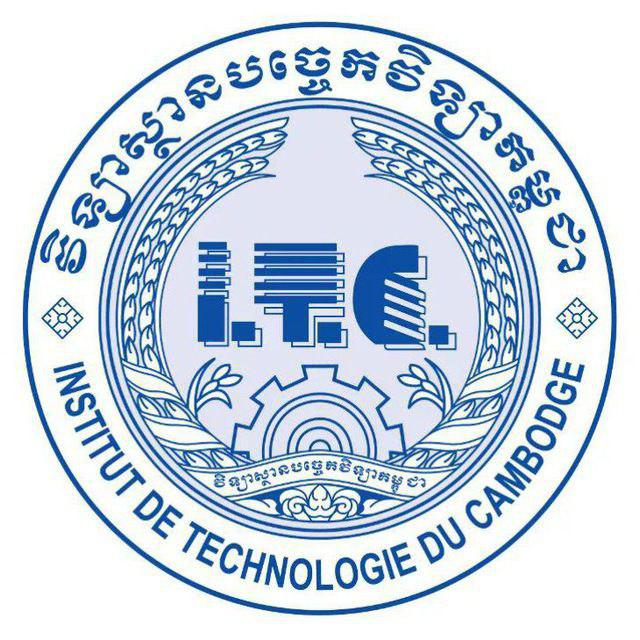 វិទ្យាស្ថានបច្ចេកវិទ្យាកម្ពុជា
I.T.C.
វិទ្យាស្ថានបច្ចេកវិទ្យាកម្ពុជា
INSTITUT DE TECHNOLOGIE DU CAMBODGE